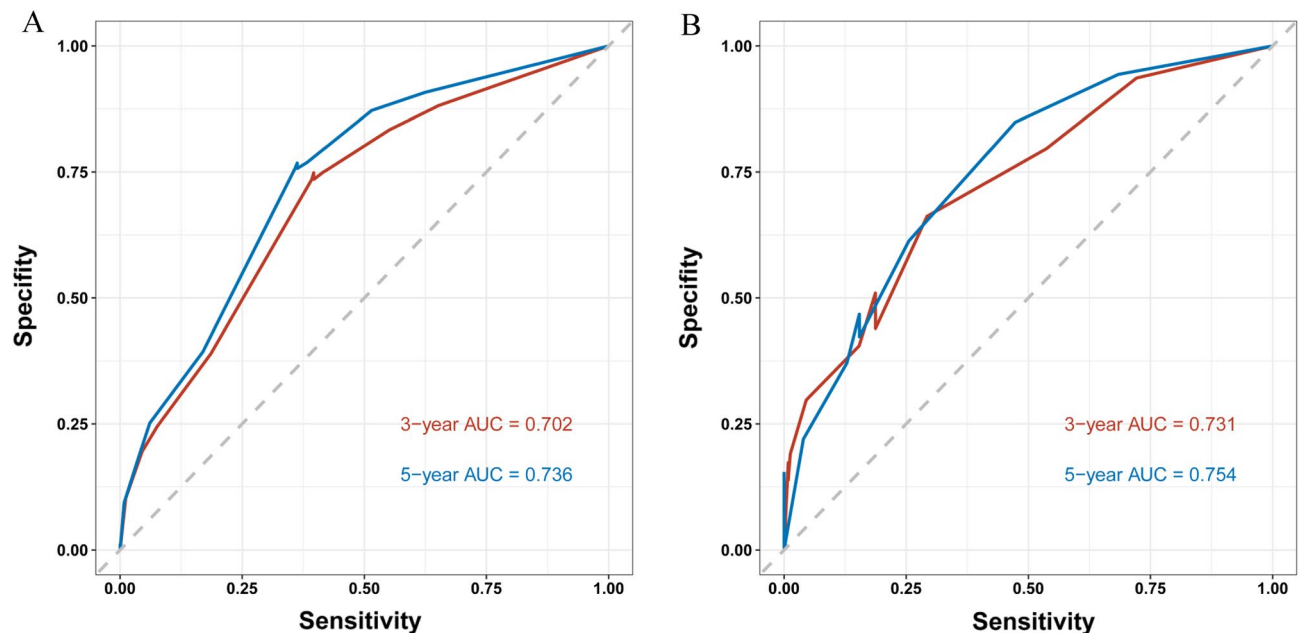 A
1.00
0.75
0.50
0.25
0.00
Specifity
3-year AUC = 0.702
5-year AUC = 0.736
0.00 0.25 0.50 0.75 1.00
Sensitivity
B
1.00
0.75
0.50
0.25
0.00
Specifity
3-year AUC = 0.731
5-year AUC = 0.754
0.00 0.25 0.50 0.75 1.00
Sensitivity